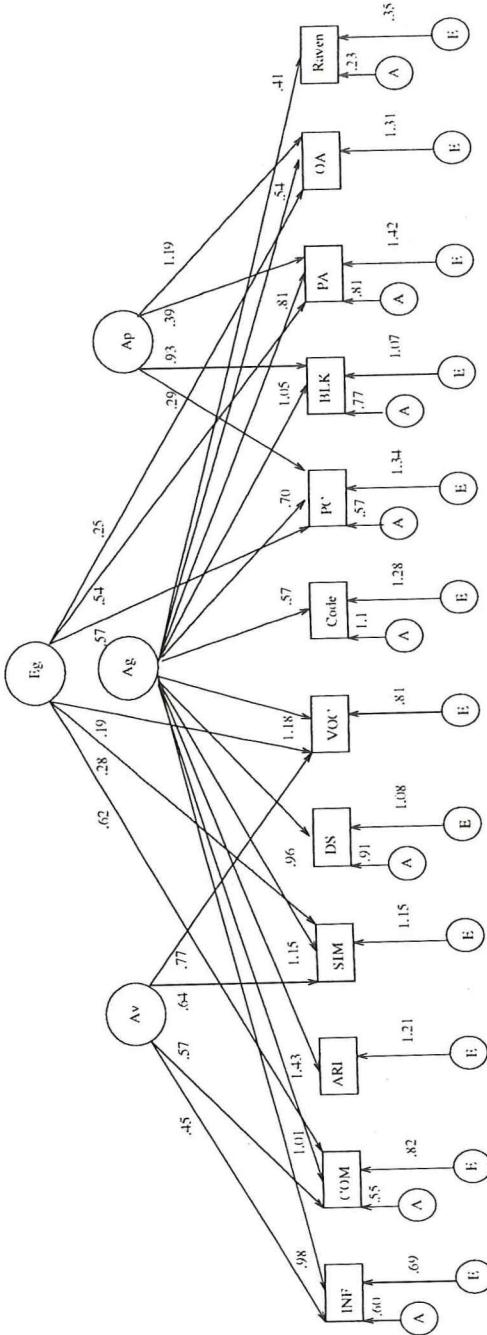 Eg
Av
Ag
Ap
.62
.28
.19
.57
.54
.25
.45
.57
.64
.77
.29
.93
.39
1.19
.98
1.01
1.43
1.15
.96
1.18
.57
.70
1.05
.81
.54
.41
INF
COM
ARI
SIM
DS
VOC
Code
PC
BLK
PA
OA
Raven
.60
.69
.55
.82
1.21
1.15
.91
1.08
.81
1.1
1.28
.57
1.34
.77
1.07
.81
1.42
1.31
.23
.35
A
E
A
E
E
E
A
E
E
A
E
A
E
A
E
A
E
E
A
E